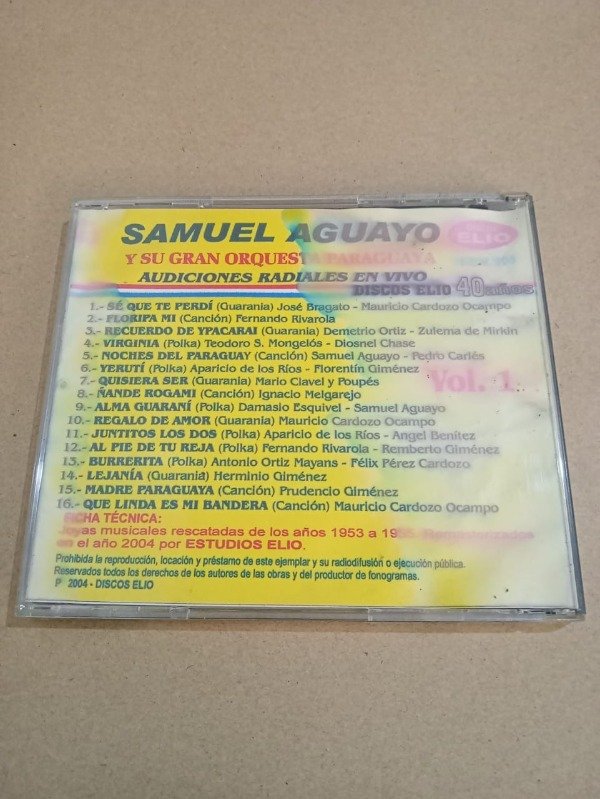 SAMUEL AGUAYO
ELIO
Y SU GRAN ORQUESTA PARAGUAYA
AUDICIONES RADIALES EN VIVO
DISCOS ELIO 40 años
1.- SÉ QUE TE PERDÍ (Guarania) José Bragato - Mauricio Cardozo Ocampo
2.- FLORIPA MI (Canción) Fernando Rivarola
3.- RECUERDO DE YPACARAI (Guarania) Demetrio Ortiz - Zulema de Mirkin
4.- VIRGINIA (Polka) Teodoro S. Mongelós - Diosnel Chase
5.- NOCHES DEL PARAGUAY (Canción) Samuel Aguayo - Pedro Carlés
6.- YERUTÍ (Polka) Aparicio de los Ríos - Florentín Giménez
7.- QUISIERA SER (Guarania) Mario Clavel y Poupés
Vol. 1
8.- ÑANDE ROGAMI (Canción) Ignacio Melgarejo
9.- ALMA GUARANÍ (Polka) Damasio Esquivel - Samuel Aguayo
10.- REGALO DE AMOR (Guarania) Mauricio Cardozo Ocampo
11.- JUNTITOS LOS DOS (Polka) Aparicio de los Ríos - Angel Benítez
12.- AL PIE DE TU REJA (Polka) Fernando Rivarola - Remberto Giménez
13.- BURRERITA (Polka) Antonio Ortiz Mayans - Félix Pérez Cardozo
14.- LEJANÍA (Guarania) Herminio Giménez
15.- MADRE PARAGUAYA (Canción) Prudencio Giménez
16.- QUE LINDA ES MI BANDERA (Canción) Mauricio Cardozo Ocampo
FICHA TÉCNICA:
Joyas musicales rescatadas de los años 1953 a Remasterizados
en el año 2004 por ESTUDIOS ELIO.
Prohibida la reproducción, locación y préstamo de este ejemplar y su radiodifusión o ejecución pública.
Reservados todos los derechos de los autores de las obras y del productor de fonogramas.
P 2004 - DISCOS ELIO